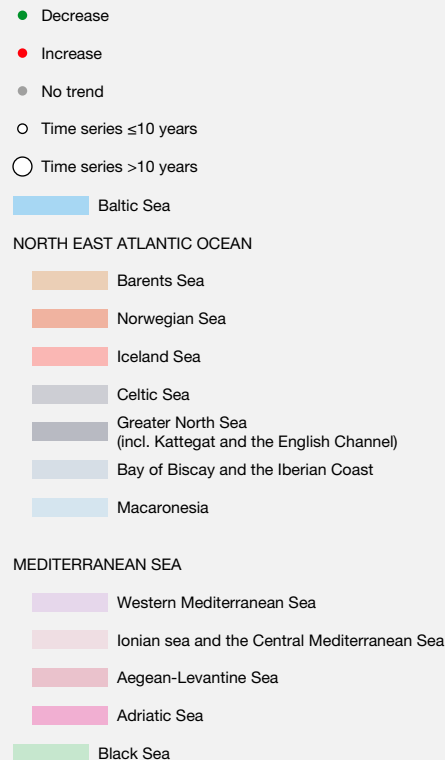 Decrease
Increase
No trend
Time series ≤10 years
Time series >10 years
Baltic Sea
NORTH EAST ATLANTIC OCEAN
Barents Sea
Norwegian Sea
Iceland Sea
Celtic Sea
Greater North Sea
(incl. Kattegat and the English Channel)
Bay of Biscay and the Iberian Coast
Macaronesia
MEDITERRANEAN SEA
Western Mediterranean Sea
Ionian sea and the Central Mediterranean Sea
Aegean-Levantine Sea
Adriatic Sea
Black Sea